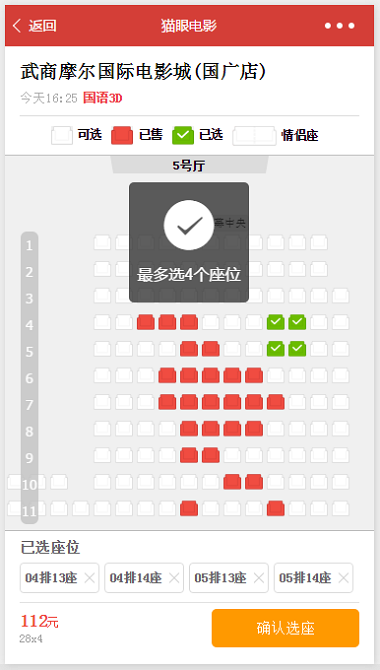 返回 猫眼电影
武商摩尔国际电影城(国广店)
今天16:25 国语3D
可选 已售 已选 情侣座
5号厅
幕中央
最多选4个座位
1
2
3
4
5
6
7
8
9
10
11
已选座位
04排13座 04排14座 05排13座 05排14座
112元
28x4
确认选座